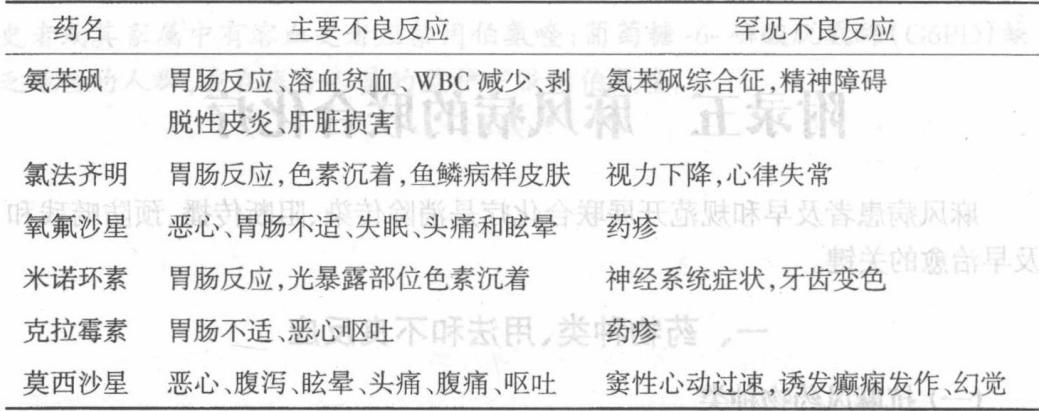 药名 主要不良反应 罕见不良反应
氨苯砜 胃肠反应、溶血贫血、WBC减少、剥 氨苯砜综合征,精神障碍
脱性皮炎、肝脏损害
氯法齐明 胃肠反应,色素沉着,鱼鳞病样皮肤 视力下降,心律失常
氧氟沙星 恶心、胃肠不适、失眠、头痛和眩晕 药疹
米诺环素 胃肠反应,光暴露部位色素沉着 神经系统症状,牙齿变色
克拉霉素 胃肠不适、恶心呕吐 药疹
莫西沙星 恶心、腹泻、眩晕、头痛、腹痛、呕吐 窦性心动过速,诱发癫痫发作、幻觉